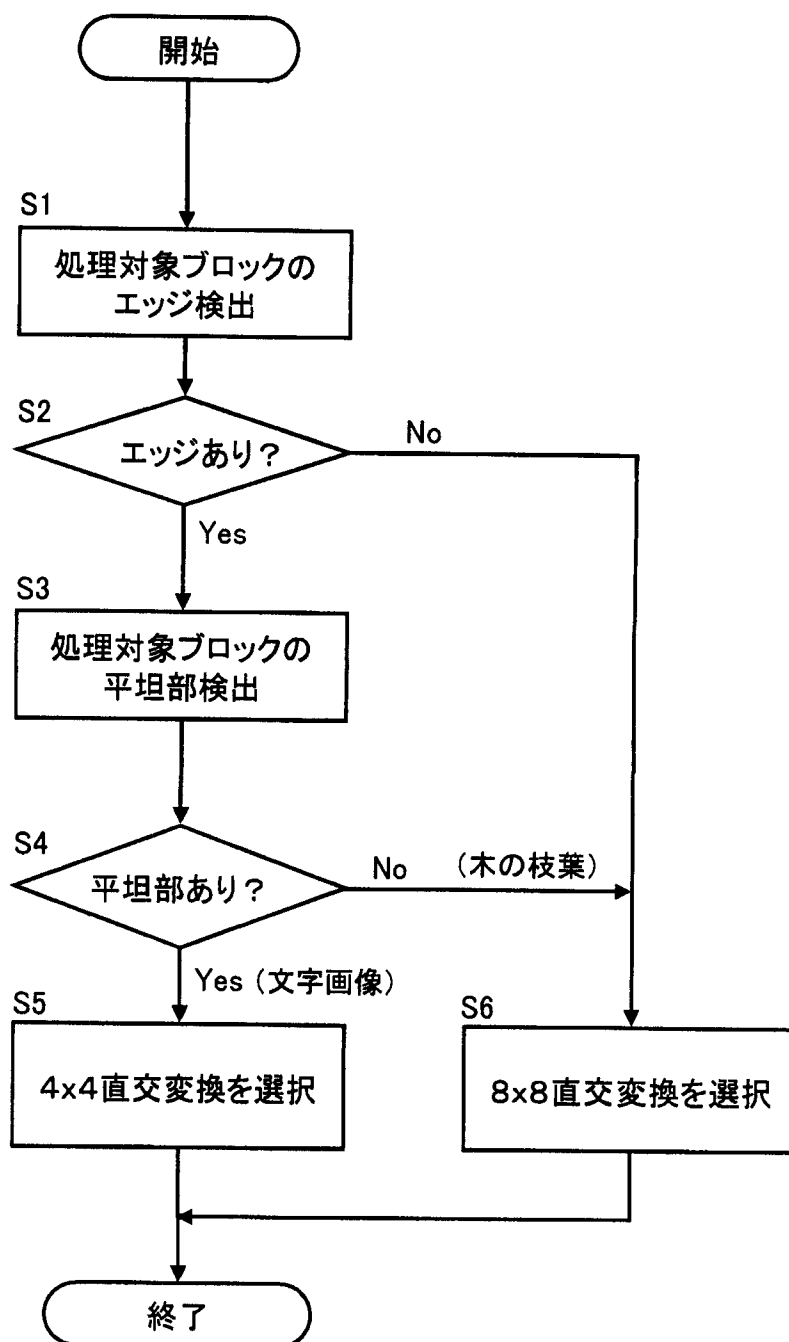 開始
S1
処理対象ブロックの
エッジ検出
S2
エッジあり?
No
Yes
S3
処理対象ブロックの
平坦部検出
S4
平坦部あり?
No (木の枝葉)
Yes (文字画像)
S5
4x4直交変換を選択
S6
8x8直交変換を選択
終了